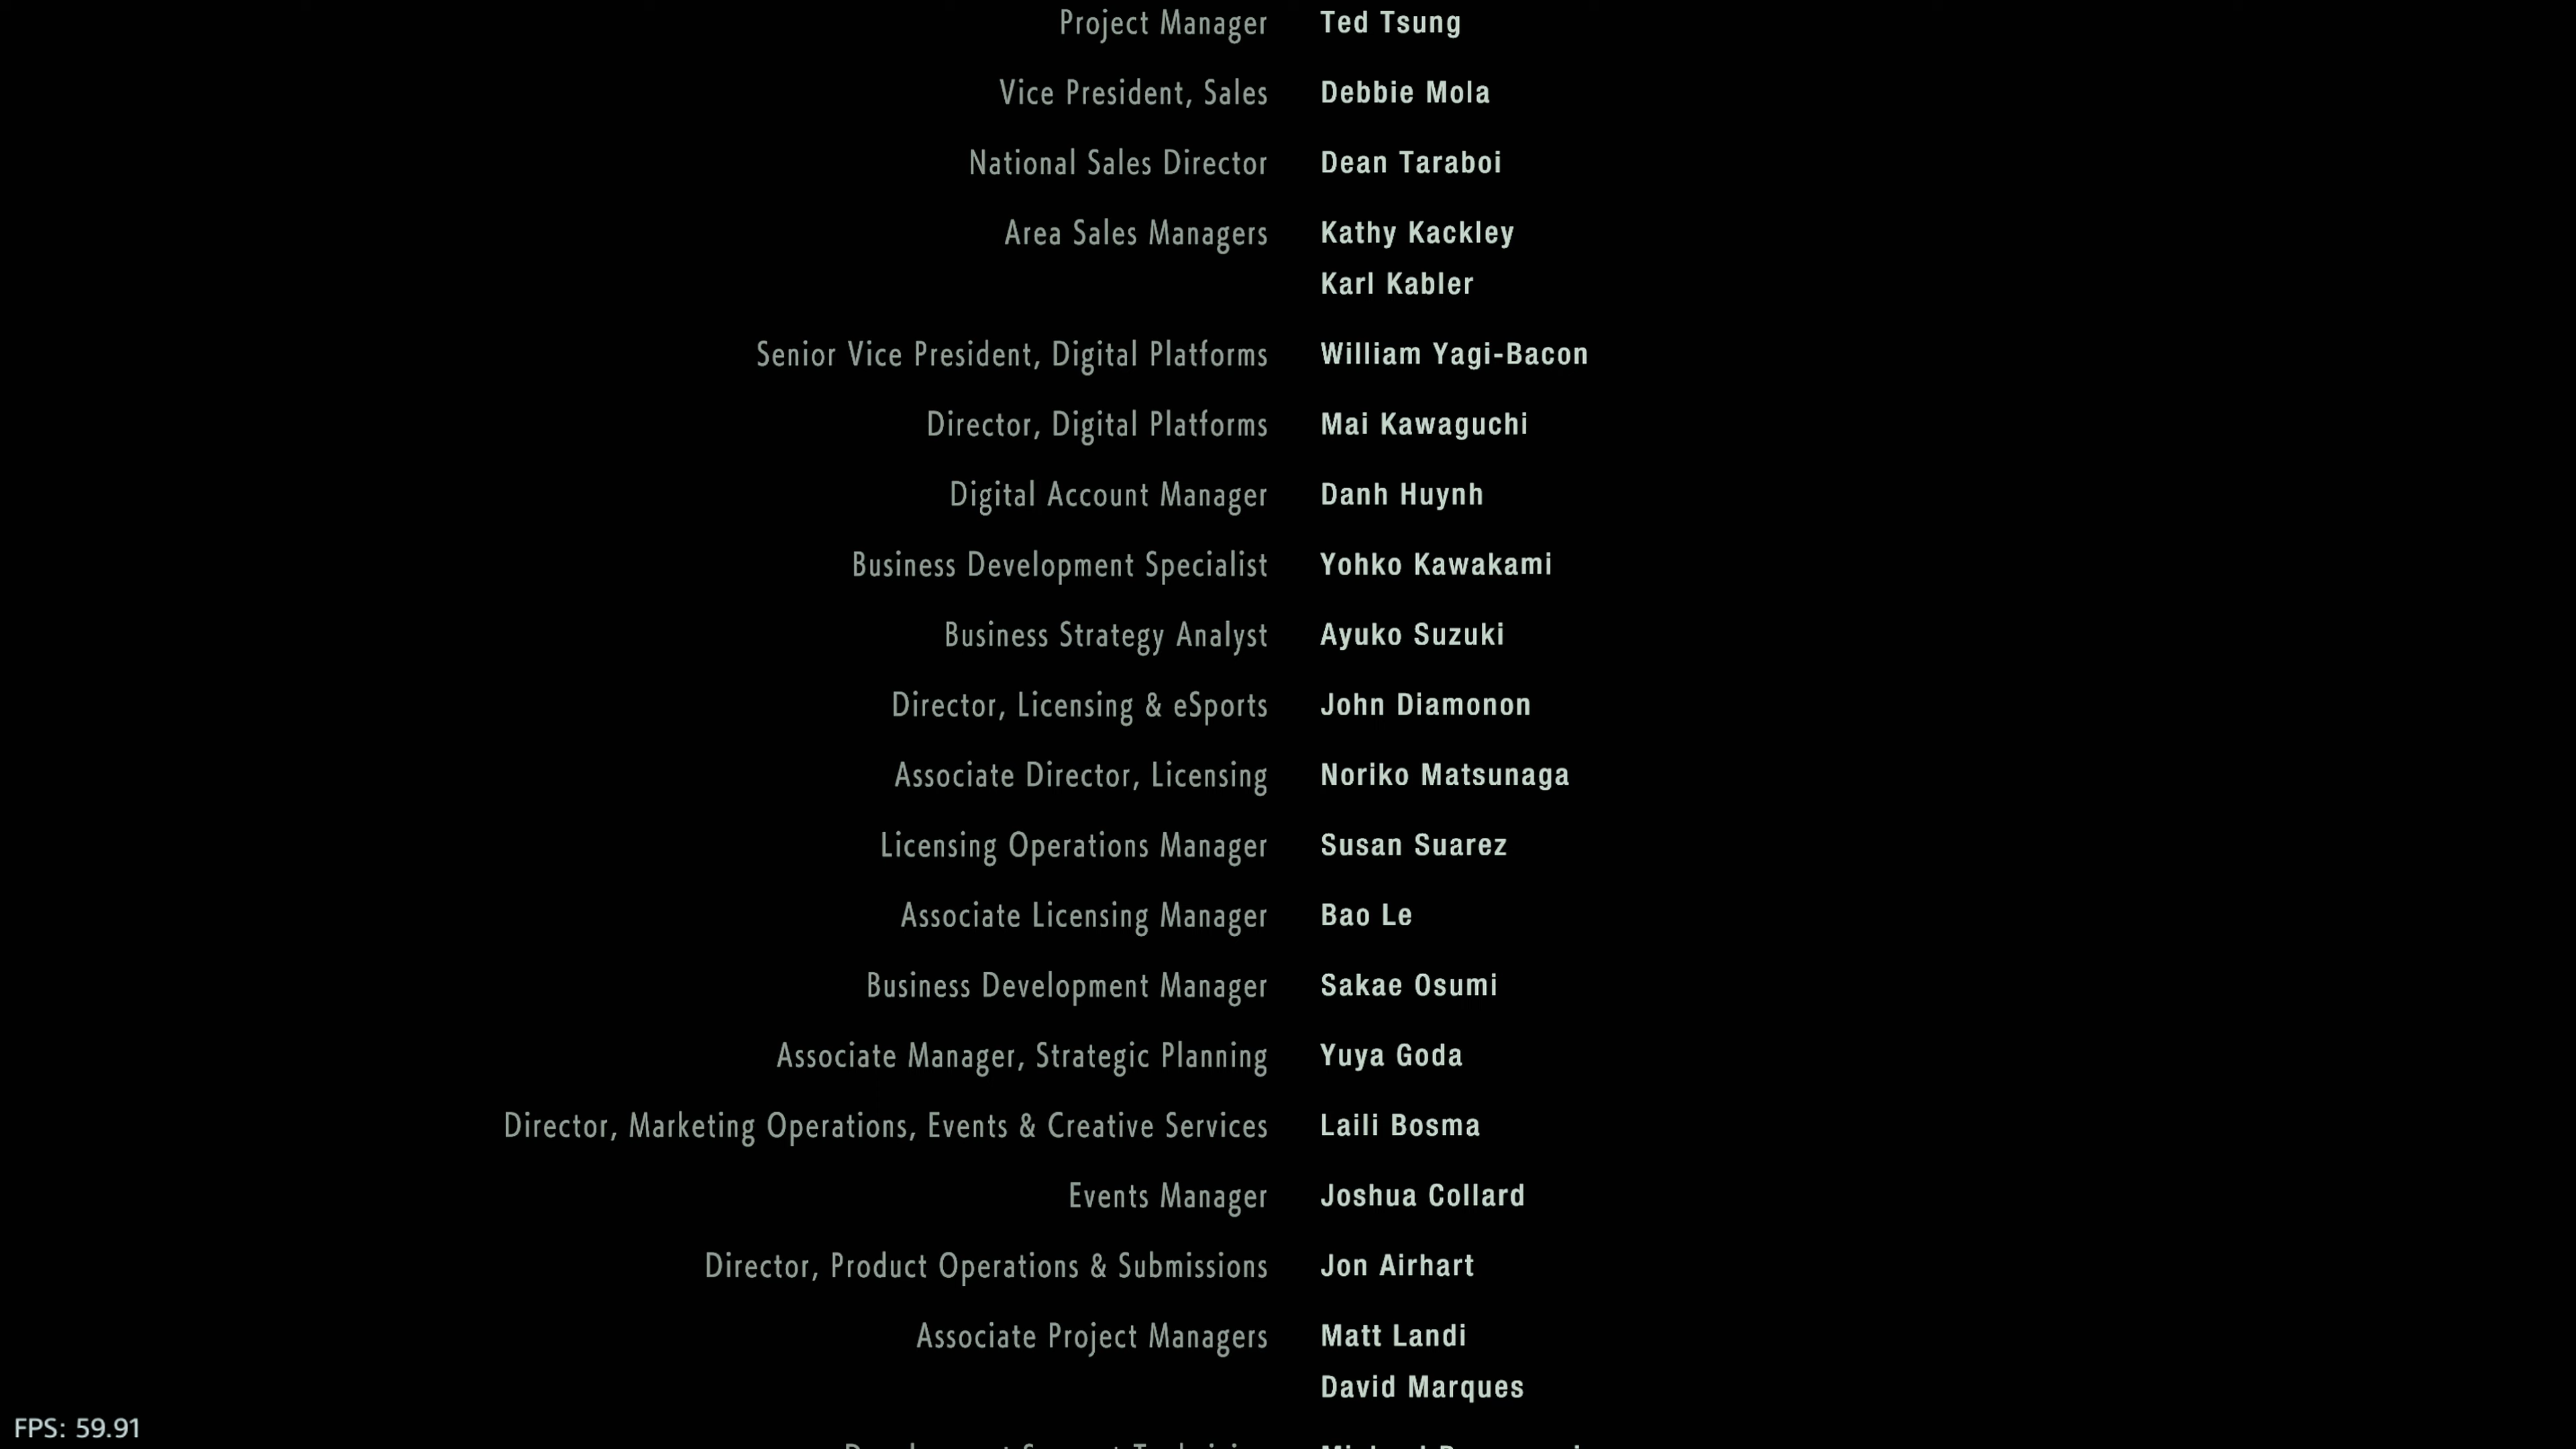 Project Manager Ted Tsung
Vice President, Sales Debbie Mola
National Sales Director Dean Taraboi
Area Sales Managers Kathy Kackley
Karl Kabler
Senior Vice President, Digital Platforms William Yagi-Bacon
Director, Digital Platforms Mai Kawaguchi
Digital Account Manager Danh Huynh
Business Development Specialist Yohko Kawakami
Business Strategy Analyst Ayuko Suzuki
Director, Licensing & eSports John Diamonon
Associate Director, Licensing Noriko Matsunaga
Licensing Operations Manager Susan Suarez
Associate Licensing Manager Bao Le
Business Development Manager Sakae Osumi
Associate Manager, Strategic Planning Yuya Goda
Director, Marketing Operations, Events & Creative Services Laili Bosma
Events Manager Joshua Collard
Director, Product Operations & Submissions Jon Airhart
Associate Project Managers Matt Landi
David Marques
FPS: 59.91